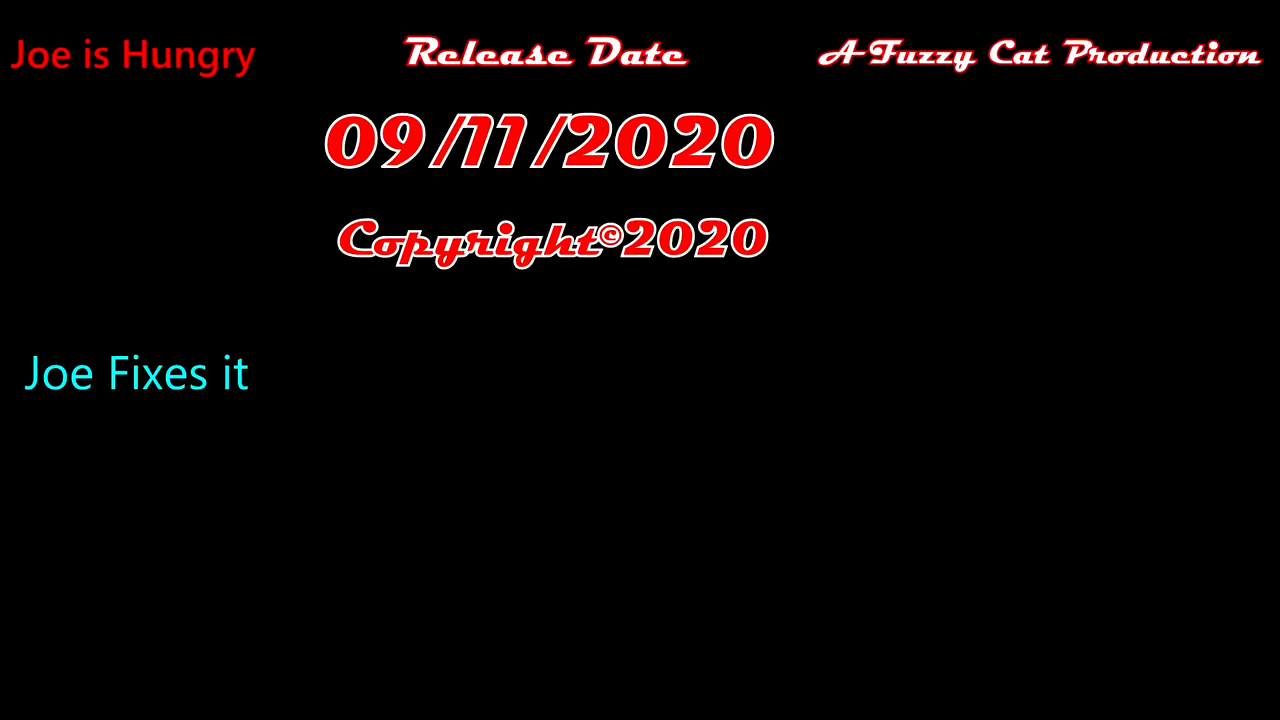 Joe is Hungry
Release Date
A Fuzzy Cat Production
09/11/2020
Copyright©2020
Joe Fixes it